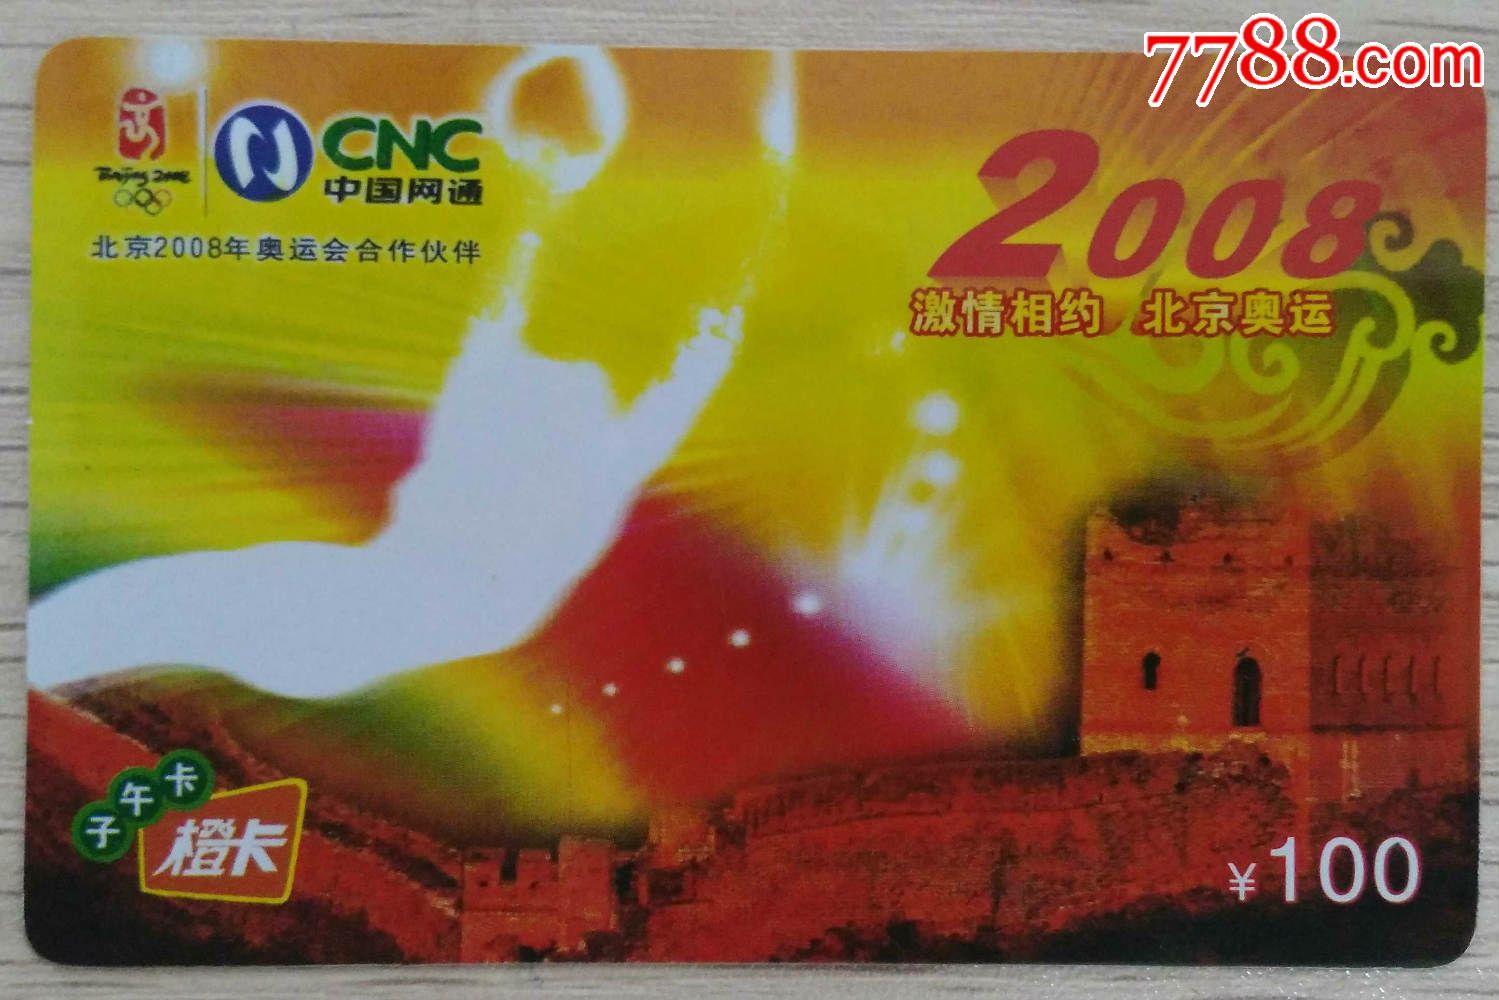 7788.com
Beijing 2008
CNC
中国网通
北京2008年奥运会合作伙伴
2008
激情相约 北京奥运
子午卡
橙卡
¥100